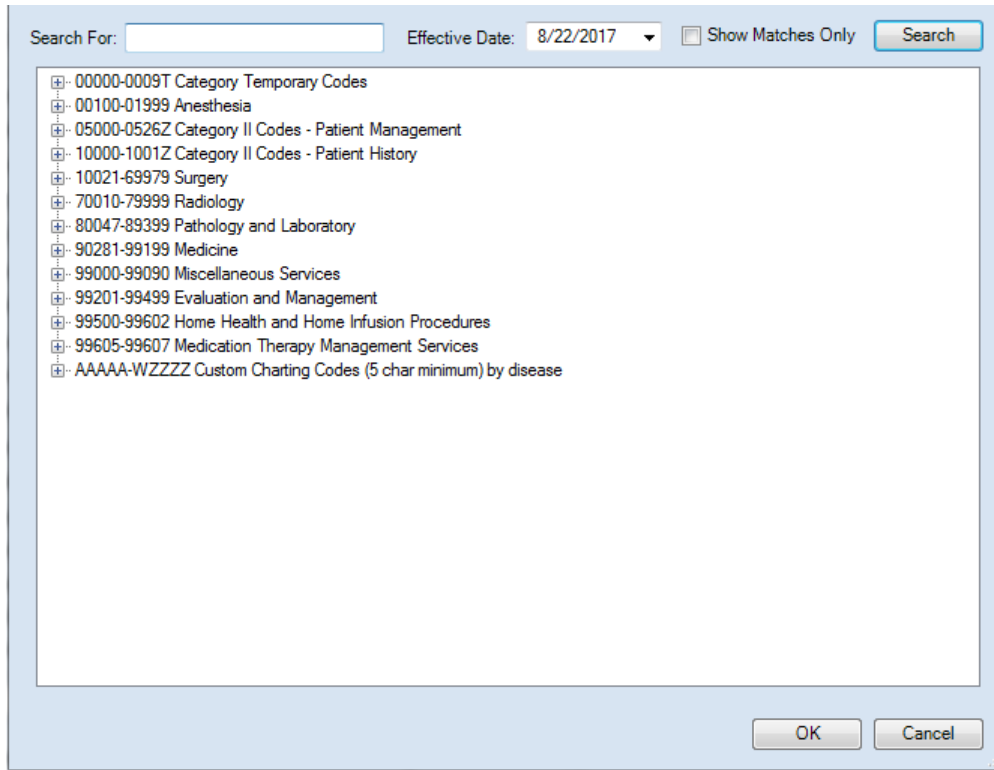 Search For: Effective Date: 8/22/2017 Show Matches Only Search
00000-0009T Category Temporary Codes
00100-01999 Anesthesia
05000-0526Z Category II Codes - Patient Management
10000-1001Z Category II Codes - Patient History
10021-69979 Surgery
70010-79999 Radiology
80047-89399 Pathology and Laboratory
90281-99199 Medicine
99000-99090 Miscellaneous Services
99201-99499 Evaluation and Management
99500-99602 Home Health and Home Infusion Procedures
99605-99607 Medication Therapy Management Services
AAAAA-WZZZZ Custom Charting Codes (5 char minimum) by disease
OK Cancel